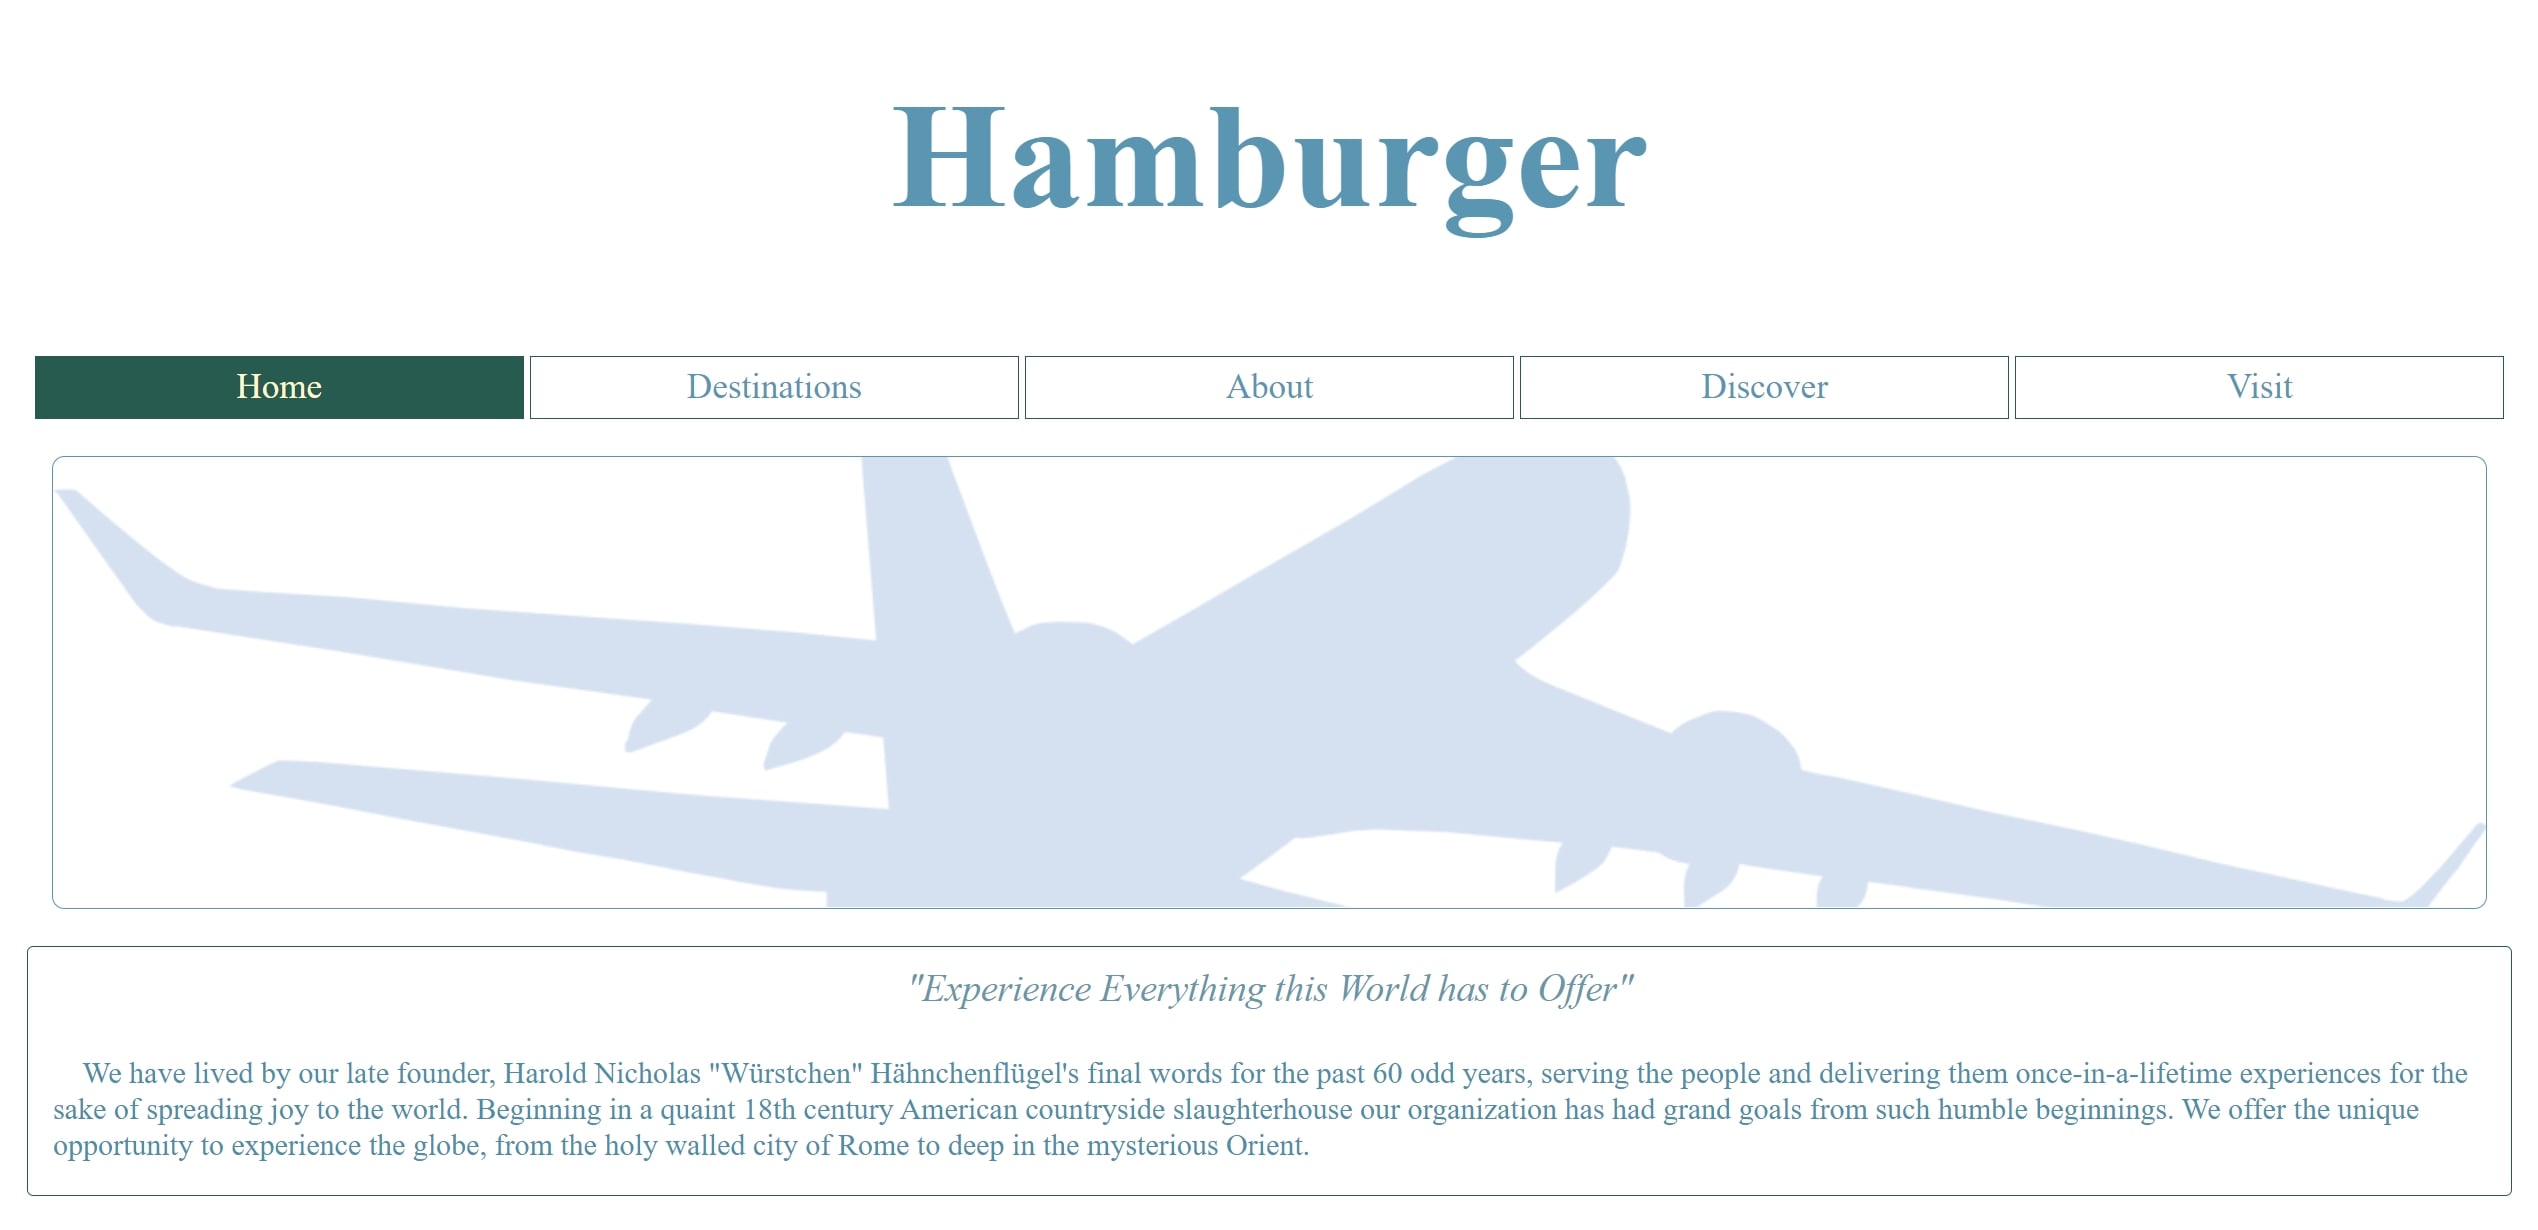 Hamburger
Home
Destinations
About
Discover
Visit
"Experience Everything this World has to Offer"
We have lived by our late founder, Harold Nicholas "Würstchen" Hähnchenflügel's final words for the past 60 odd years, serving the people and delivering them once-in-a-lifetime experiences for the
sake of spreading joy to the world. Beginning in a quaint 18th century American countryside slaughterhouse our organization has had grand goals from such humble beginnings. We offer the unique
opportunity to experience the globe, from the holy walled city of Rome to deep in the mysterious Orient.